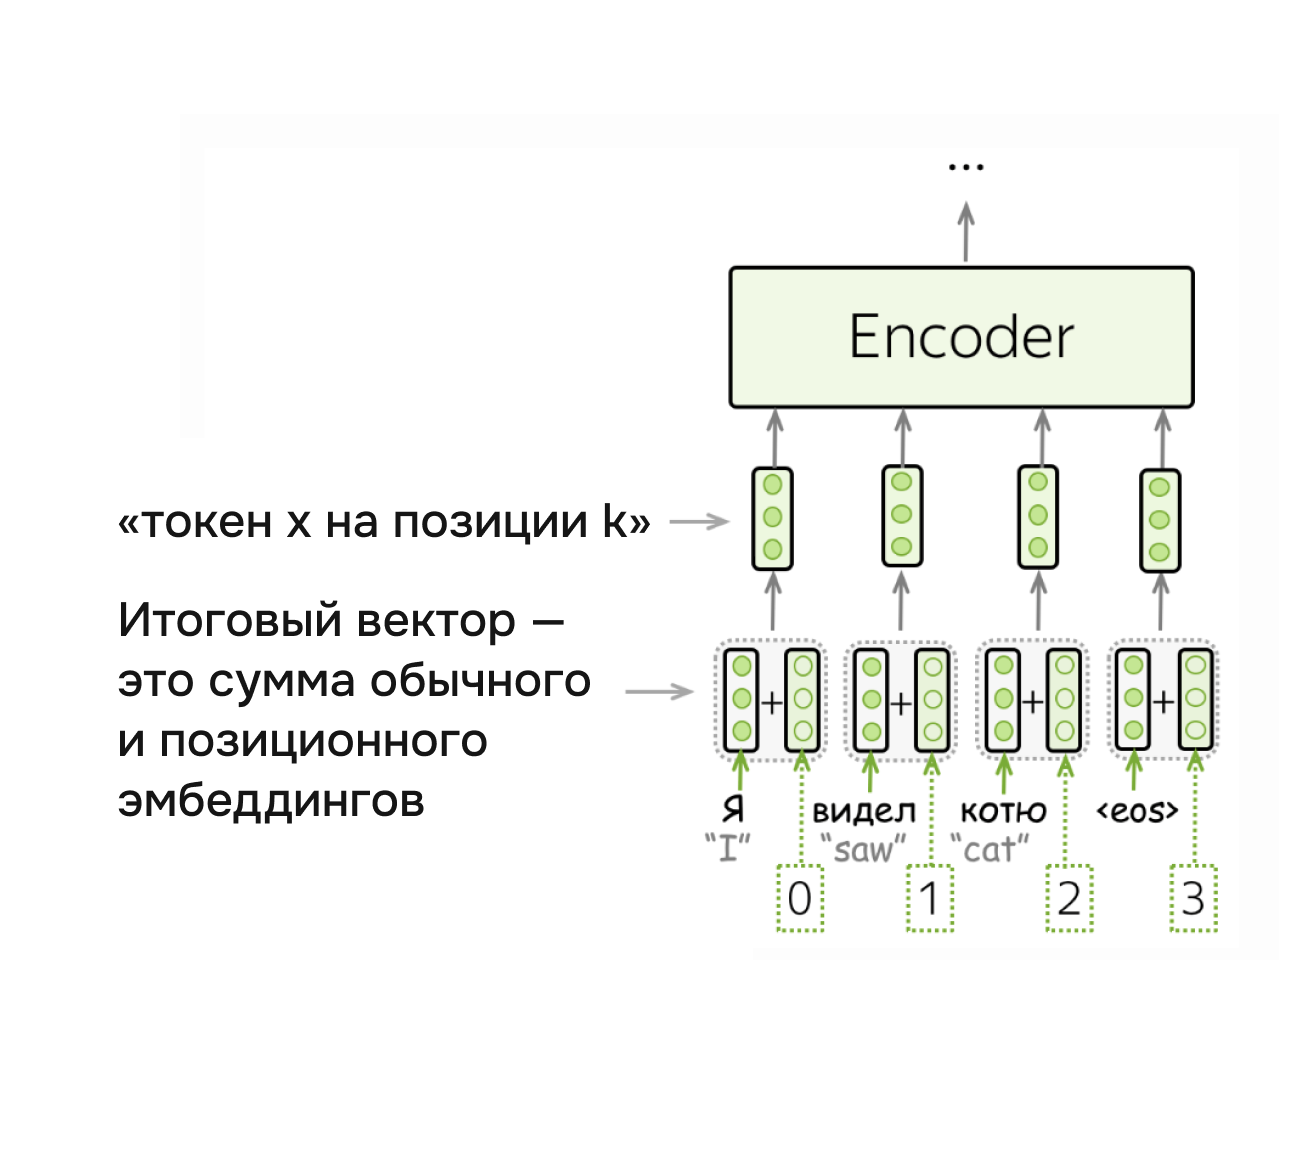 ...
Encoder
«токен x на позиции k»
Итоговый вектор —
это сумма обычного
и позиционного
эмбеддингов
+ + + +
Я видел котю <eos>
“I” “saw” “cat”
0 1 2 3